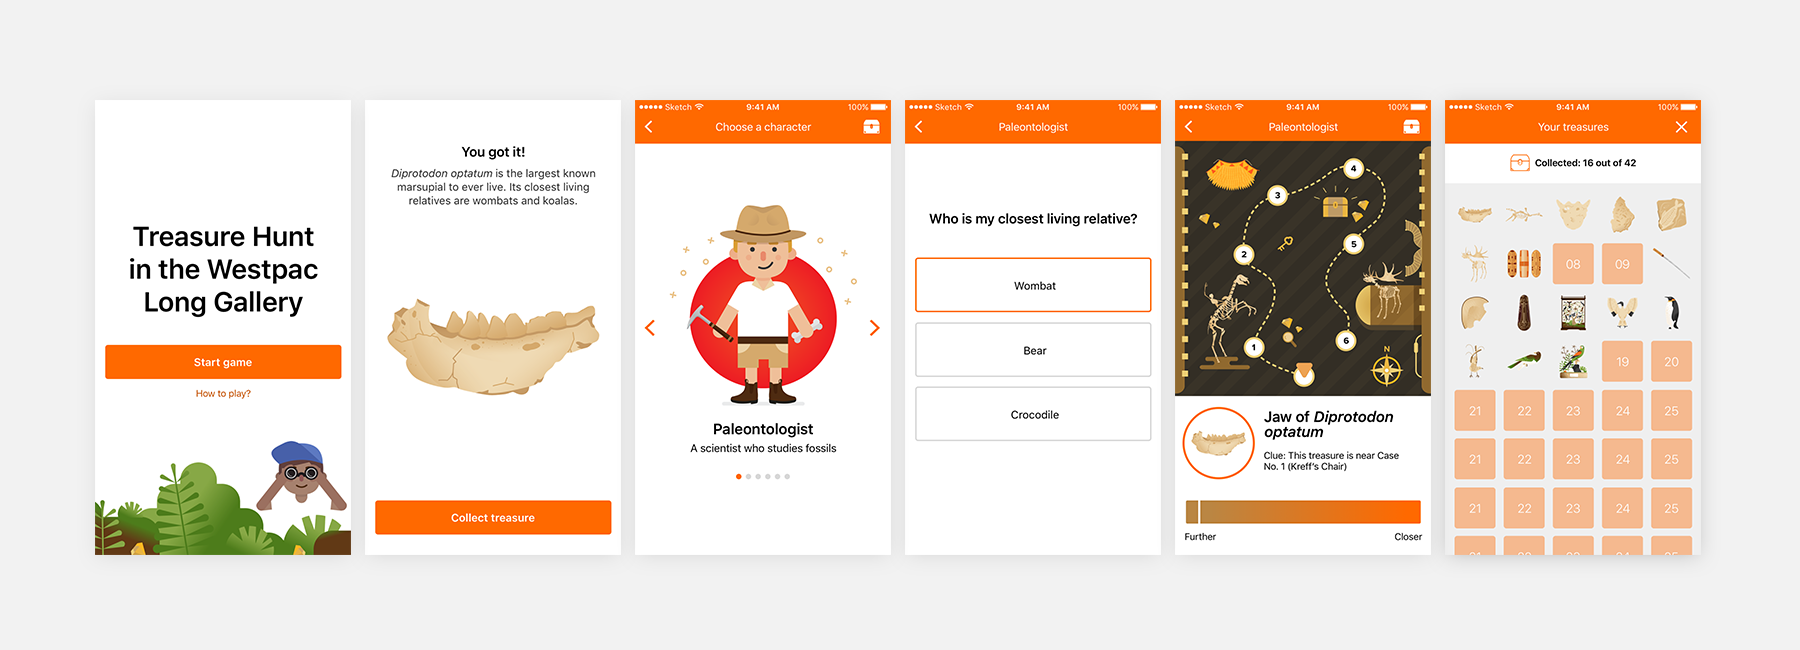 Treasure Hunt
in the Westpac
Long Gallery
Start game
How to play?
You got it!
Diprotodon optatum is the largest known
marsupial to ever live. Its closest living
relatives are wombats and koalas.
Collect treasure
Sketch 9:41 AM 100%
Choose a character
Paleontologist
A scientist who studies fossils
Sketch 9:41 AM 100%
Paleontologist
Who is my closest living relative?
Wombat
Bear
Crocodile
Sketch 9:41 AM 100%
Paleontologist
4
3
5
2
1
6
N
Jaw of Diprotodon
optatum
Clue: This treasure is near Case
No. 1 (Kreff's Chair)
Further Closer
Sketch 9:41 AM 100%
Your treasures
Collected: 16 out of 42
08 09
19 20
21 22 23 24 25
21 22 23 24 25
21 22 23 24 25